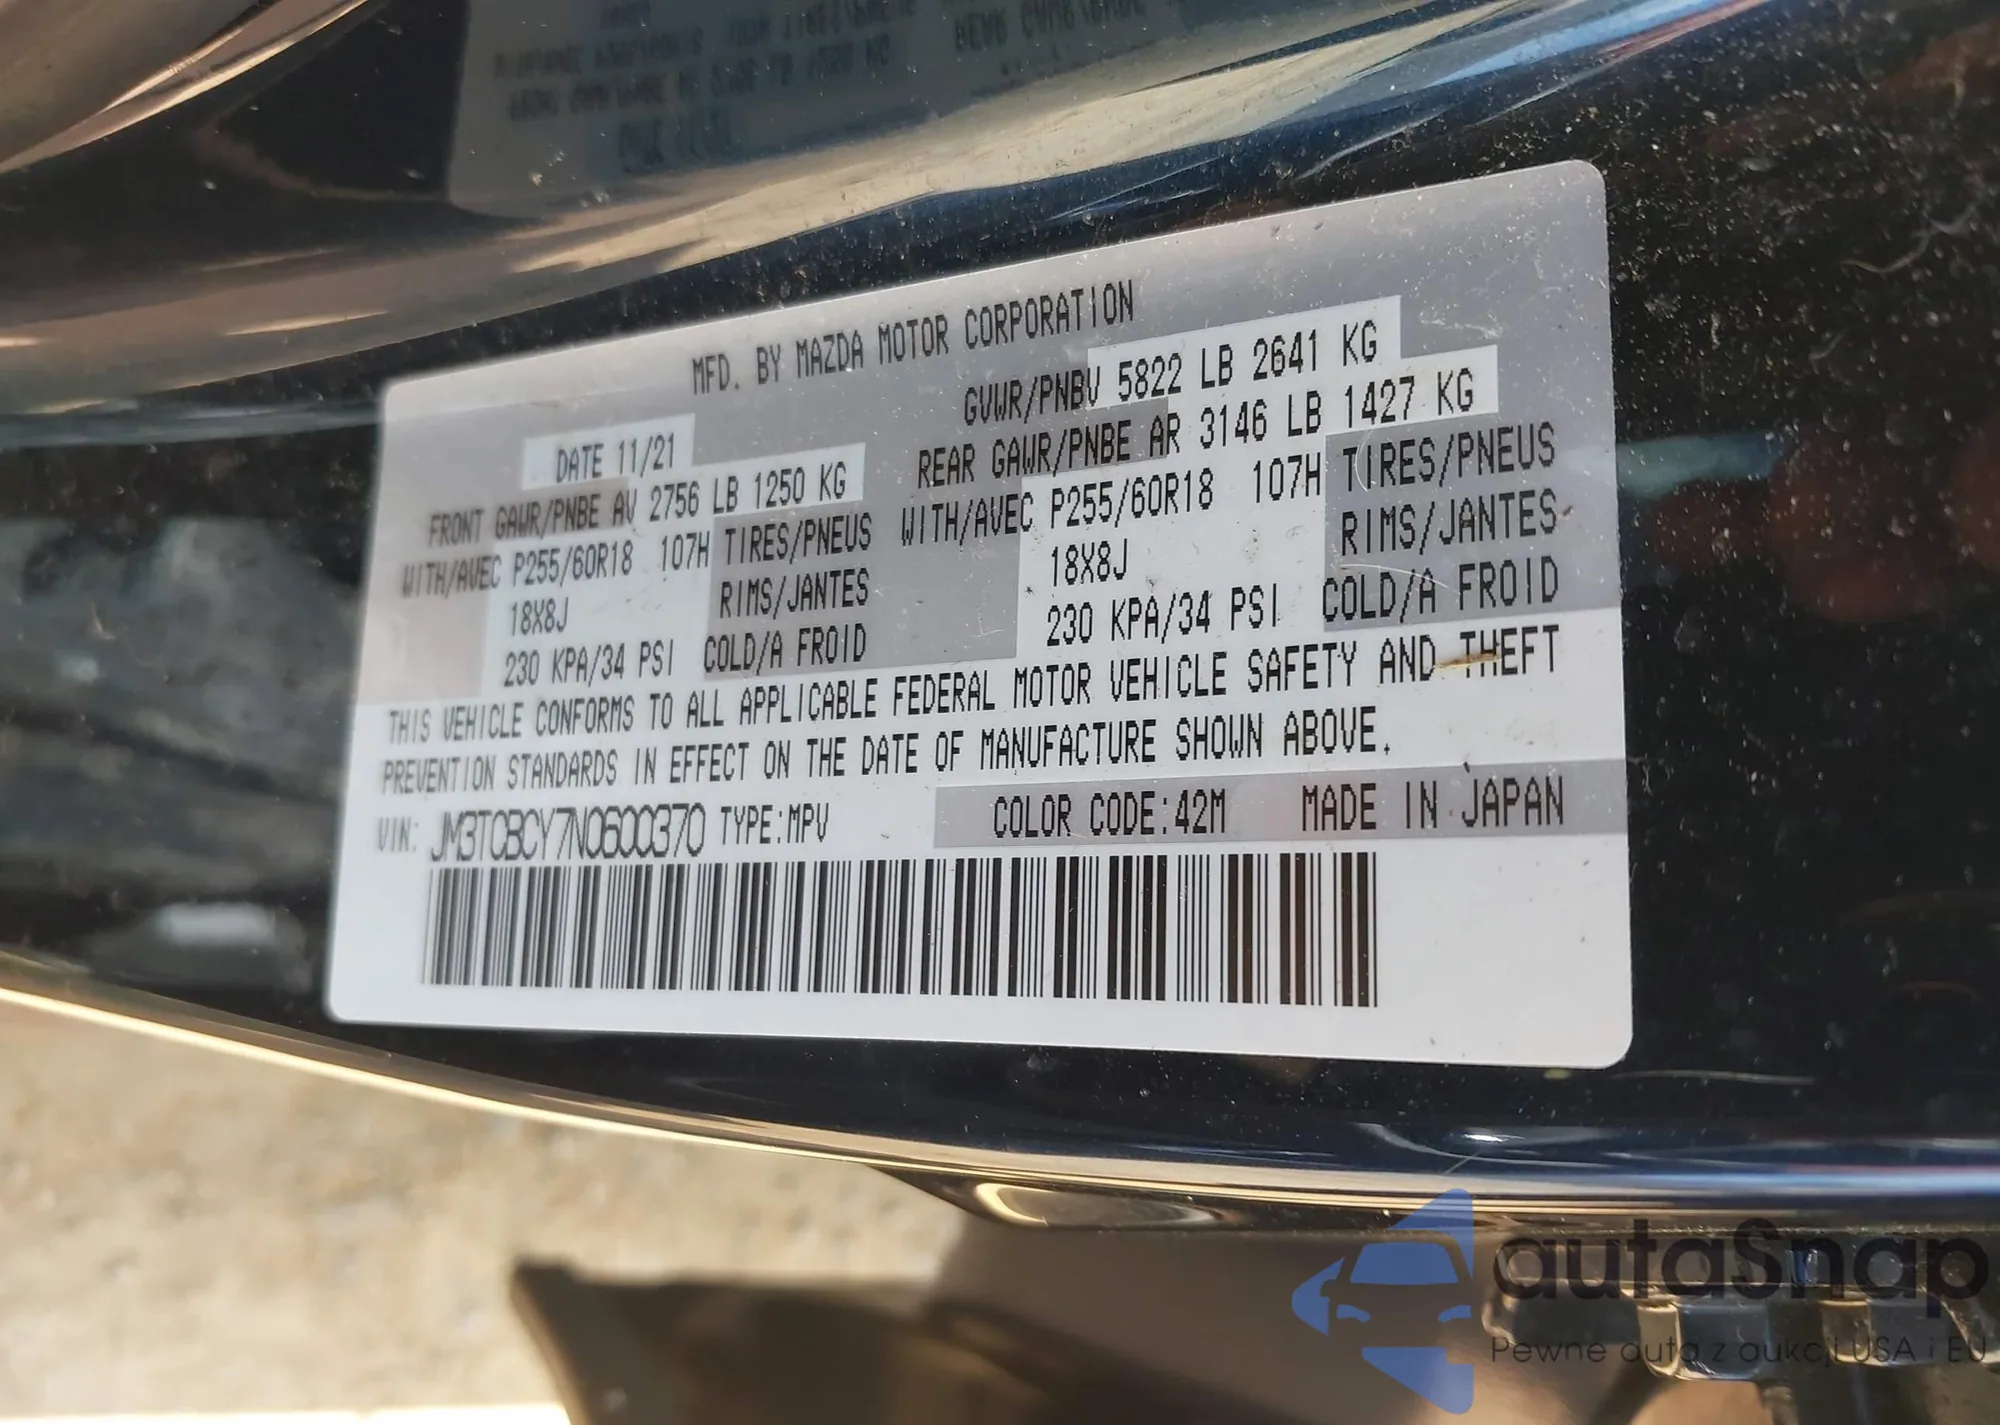 MFD. BY MAZDA MOTOR CORPORATION
DATE 11/21 GVWR/PNBV 5822 LB 2641 KG
FRONT GAWR/PNBE AV 2756 LB 1250 KG REAR GAWR/PNBE AR 3146 LB 1427 KG
WITH/AVEC P255/60R18 107H TIRES/PNEUS WITH/AVEC P255/60R18 107H TIRES/PNEUS
18X8J RIMS/JANTES 18X8J RIMS/JANTES
230 KPA/34 PSI COLD/A FROID 230 KPA/34 PSI COLD/A FROID
THIS VEHICLE CONFORMS TO ALL APPLICABLE FEDERAL MOTOR VEHICLE SAFETY AND THEFT
PREVENTION STANDARDS IN EFFECT ON THE DATE OF MANUFACTURE SHOWN ABOVE.
VIN: JM3TCBCY7N0600370 TYPE:MPV COLOR CODE:42M MADE IN JAPAN
autaSnap
Pewne auta z aukcji USA i EU